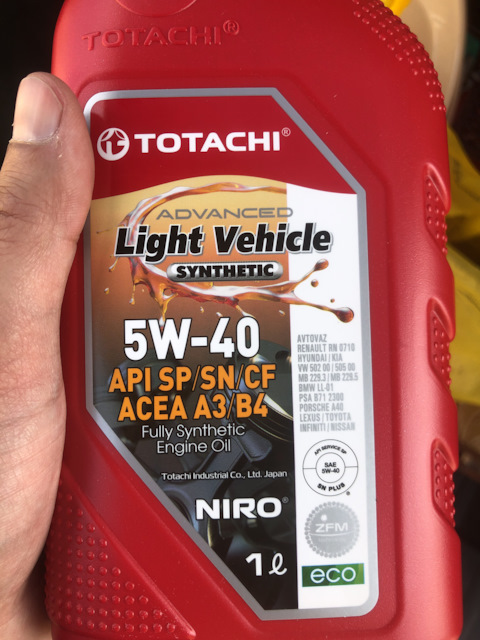 TOTACHI®
TOTACHI®
ADVANCED
Light Vehicle
SYNTHETIC
5W-40
API SP/SN/CF
ACEA A3/B4
Fully Synthetic
Engine Oil
Totachi Industrial Co., Ltd. Japan
NIRO®
1ℓ
AVTOVAZ
RENAULT RN 0710
HYUNDAI / KIA
VW 502 00 / 505 00
MB 229.3 / MB 229.5
BMW LL-01
PSA B71 2300
PORSCHE A40
LEXUS / TOYOTA
INFINITI / NISSAN
API SERVICE SP
SAE
5W-40
SN PLUS
ZFM
eco